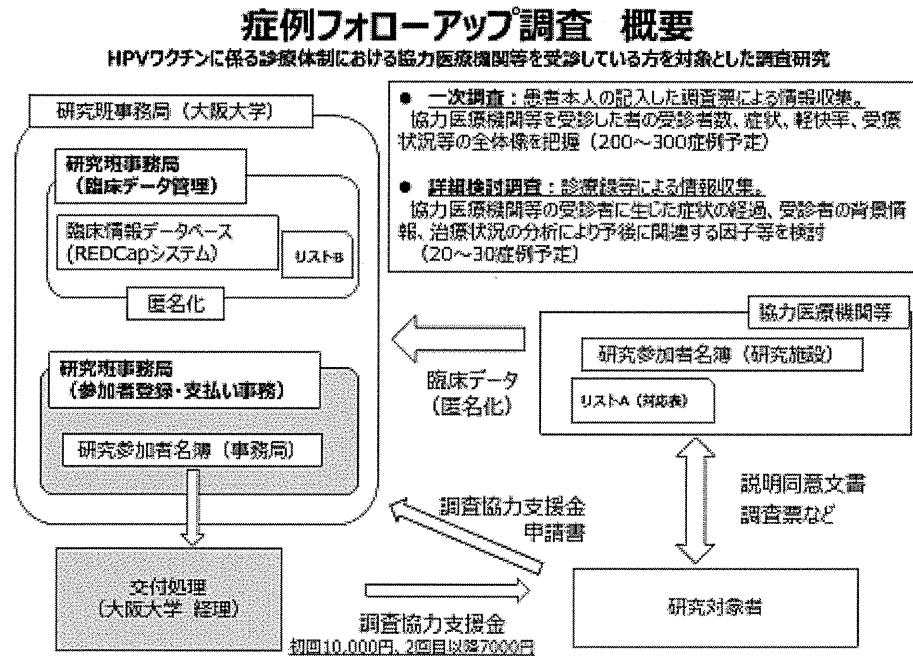 症例フォローアップ調査 概要
HPVワクチンに係る診療体制における協力医療機関等を受診している方を対象とした調査研究
研究班事務局（大阪大学）
研究班事務局
（臨床データ管理）
臨床情報データベース
(REDCapシステム)
リストB
匿名化
研究班事務局
（参加者登録・支払い事務）
研究参加者名簿（事務局）
交付処理
（大阪大学 経理）
● 一次調査：患者本人の記入した調査票による情報収集。
協力医療機関等を受診した者の受診者数、症状、軽快率、受療
状況等の全体像を把握（200～300症例予定）
● 詳細検討調査：診療録等による情報収集。
協力医療機関等の受診者に生じた症状の経過、受診者の背景情
報、治療状況の分析により予後に関連する因子等を検討
（20～30症例予定）
協力医療機関等
研究参加者名簿（研究施設）
リストA（対応表）
臨床データ
（匿名化）
説明同意文書
調査票など
調査協力支援金
申請書
研究対象者
調査協力支援金
初回10,000円、2回目以降7000円